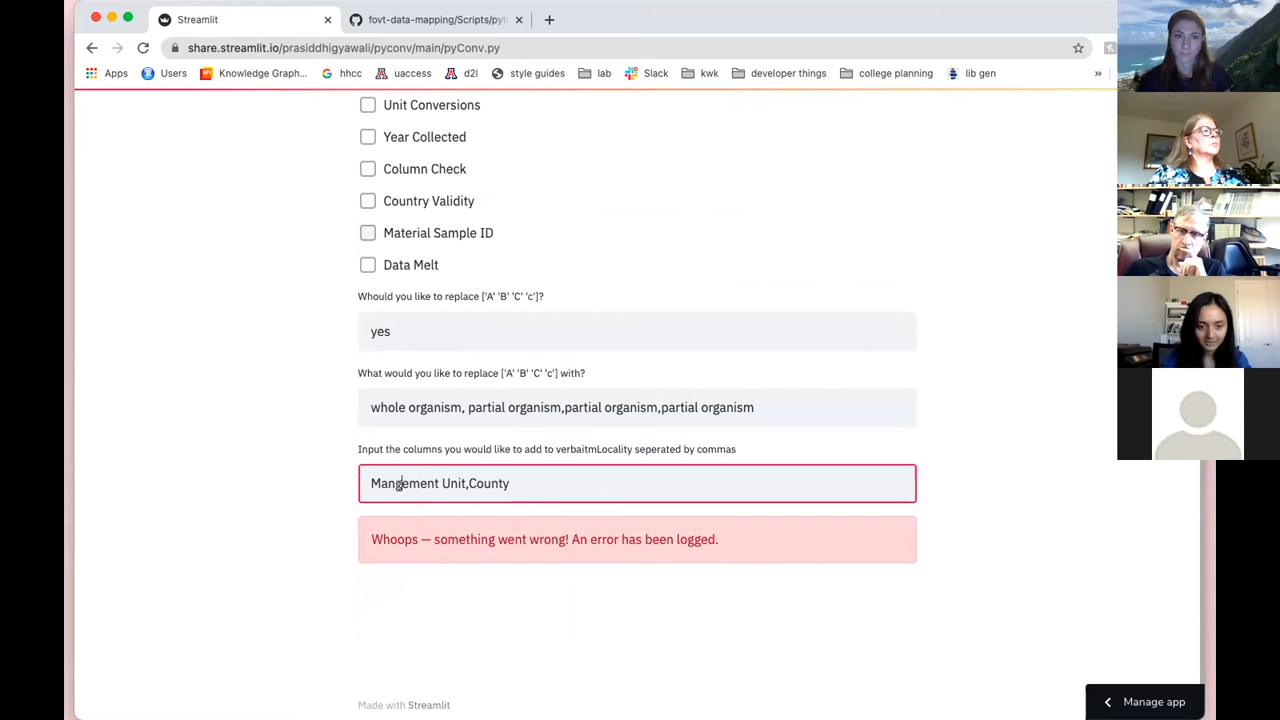 Streamlit
fovt-data-mapping/Scripts/pyt
share.streamlit.io/prasiddhigyawali/pyconv/main/pyConv.py
Apps Users Knowledge Grap... hhcc uaccess d2l style guides lab Slack kwk developer things college planning lib gen »
Unit Conversions
Year Collected
Column Check
Country Validity
Material Sample ID
Data Melt
Whould you like to replace ['A' 'B' 'C' 'c']?
yes
What would you like to replace ['A' 'B' 'C' 'c'] with?
whole organism, partial organism,partial organism,partial organism
Input the columns you would like to add to verbaitmLocality seperated by commas
Mangement Unit,County
Whoops — something went wrong! An error has been logged.
Made with Streamlit
Manage app